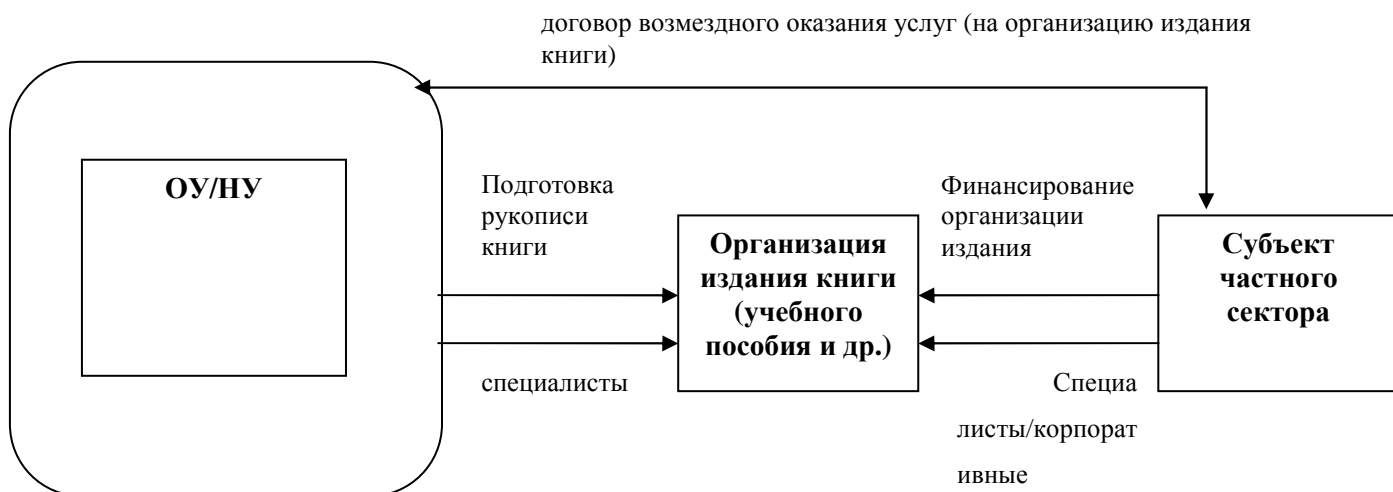 договор возмездного оказания услуг (на организацию издания
книги)
ОУ/НУ
Подготовка
рукописи
книги
специалисты
Организация
издания книги
(учебного
пособия и др.)
Финансирование
организации
издания
Специа
листы/корпорат
ивные
Субъект
частного
сектора